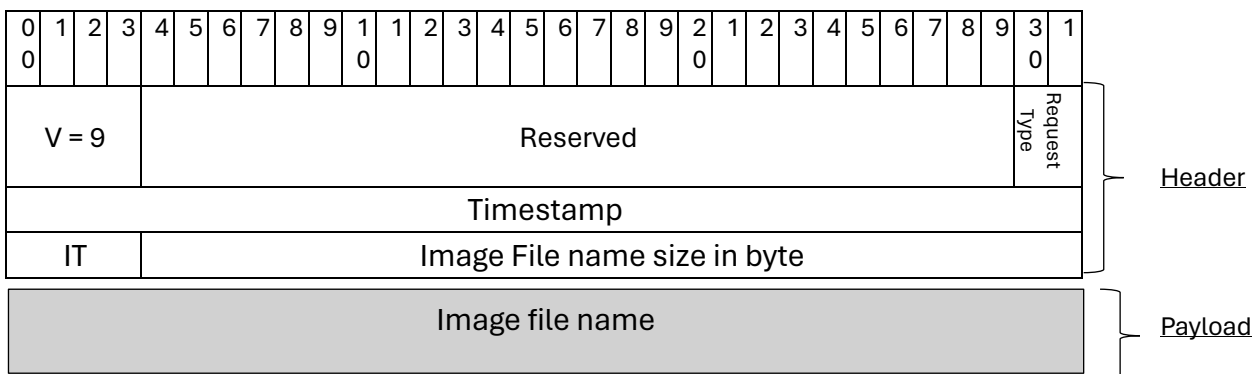 0 1 2 3 4 5 6 7 8 9 1 1 2 3 4 5 6 7 8 9 2 1 2 3 4 5 6 7 8 9 3 1
0 0 0 0
V = 9 Reserved Request Type
Header
Timestamp
IT Image File name size in byte
Image file name
Payload